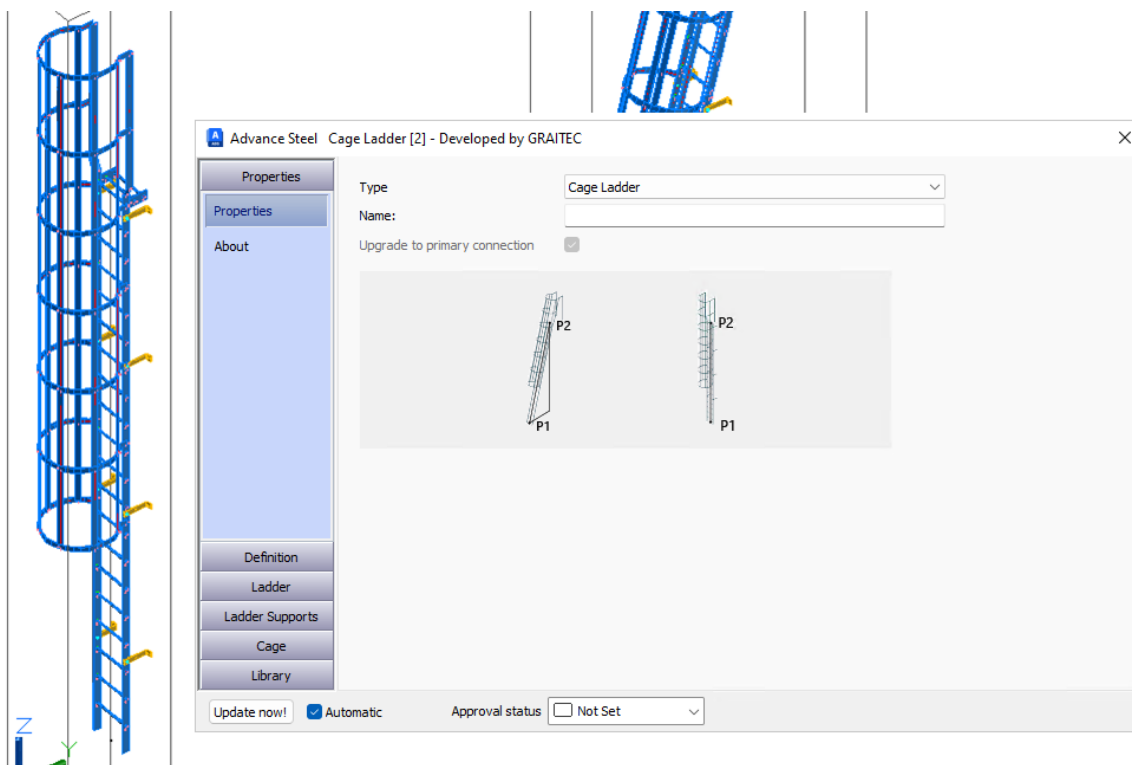 Advance Steel Cage Ladder [2] - Developed by GRAITEC
Properties
Properties
About
Definition
Ladder
Ladder Supports
Cage
Library
Type
Cage Ladder
Name:
Upgrade to primary connection
P2
P1
P2
P1
Update now!
Automatic
Approval status
Not Set
Z
Y